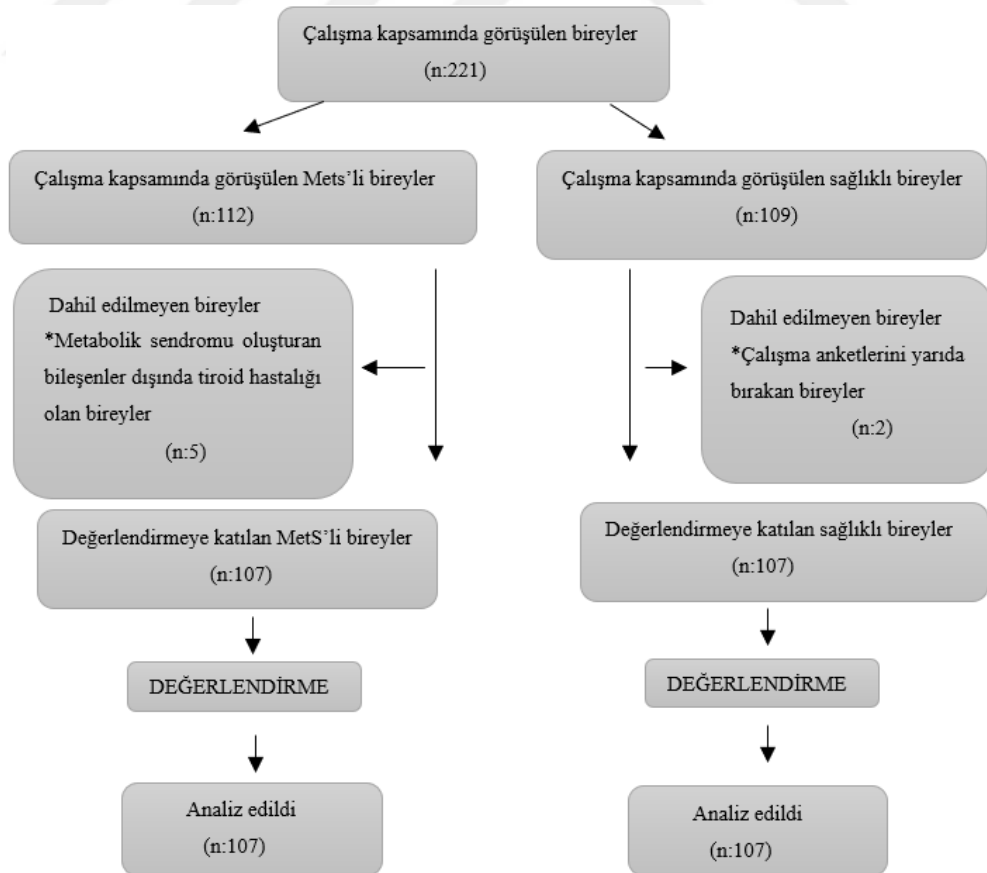 Çalışma kapsamında görüşülen bireyler
(n:221)
Çalışma kapsamında görüşülen Mets’li bireyler
(n:112)
Çalışma kapsamında görüşülen sağlıklı bireyler
(n:109)
Dahil edilmeyen bireyler
*Metabolik sendromu oluşturan
bileşenler dışında tiroid hastalığı
olan bireyler
(n:5)
Dahil edilmeyen bireyler
*Çalışma anketlerini yarıda
bırakan bireyler
(n:2)
Değerlendirmeye katılan MetS’li bireyler
(n:107)
Değerlendirmeye katılan sağlıklı bireyler
(n:107)
DEĞERLENDİRME
DEĞERLENDİRME
Analiz edildi
(n:107)
Analiz edildi
(n:107)